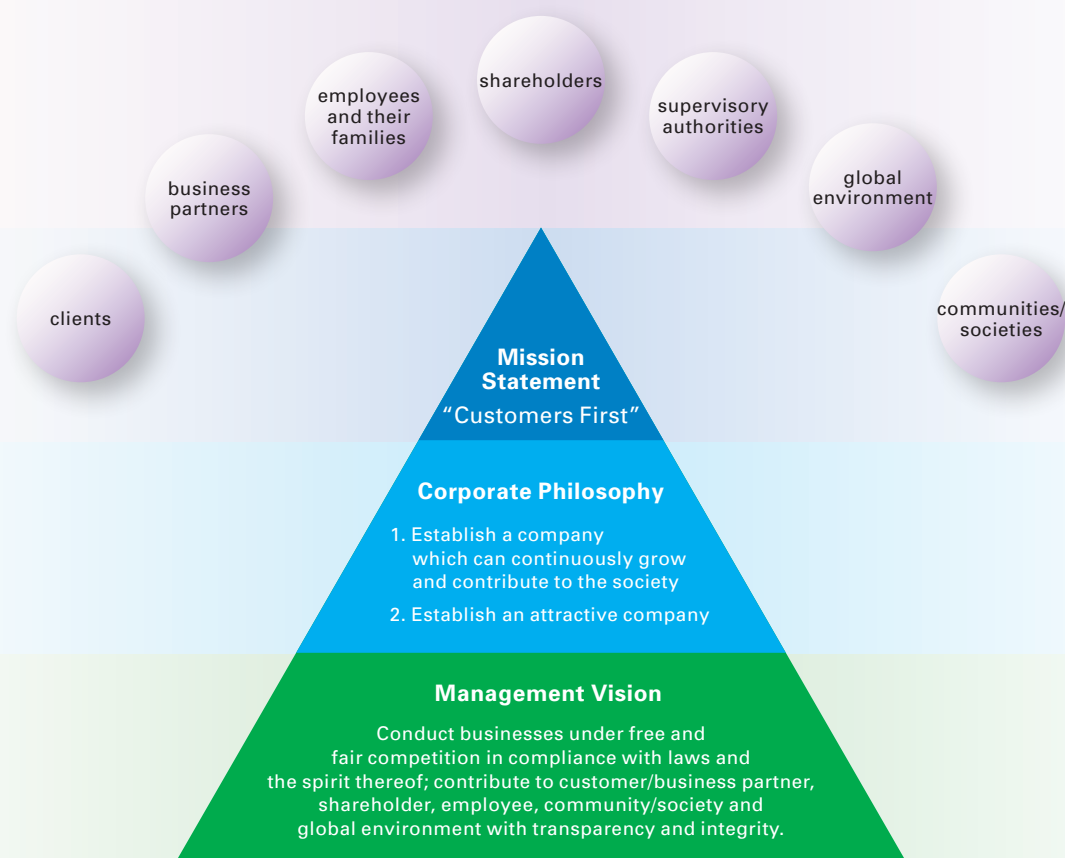 shareholders
employees
and their
families
supervisory
authorities
business
partners
global
environment
clients
communities/
societies
Mission
Statement
“Customers First”
Corporate Philosophy
1. Establish a company
which can continuously grow
and contribute to the society
2. Establish an attractive company
Management Vision
Conduct businesses under free and
fair competition in compliance with laws and
the spirit thereof; contribute to customer/business partner,
shareholder, employee, community/society and
global environment with transparency and integrity.